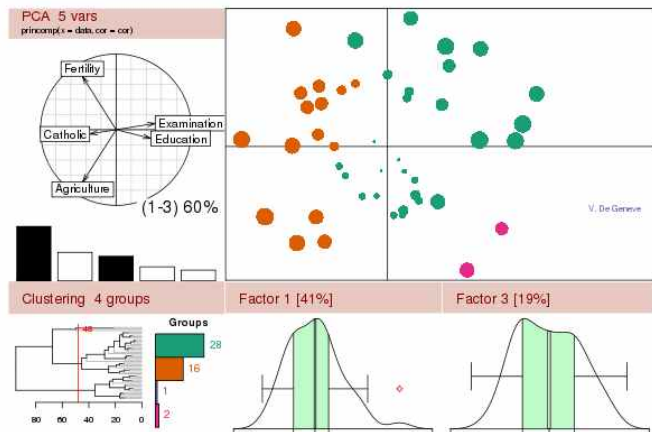 PCA 5 vars
princomp(x = data, cor = cor)
Fertility
Examination
Catholic
Education
Agriculture
(1-3) 60%
V. De Geneve
Clustering 4 groups
Factor 1 [41%]
Factor 3 [19%]
Groups
48
28
16
1
2
80 60 40 20 0